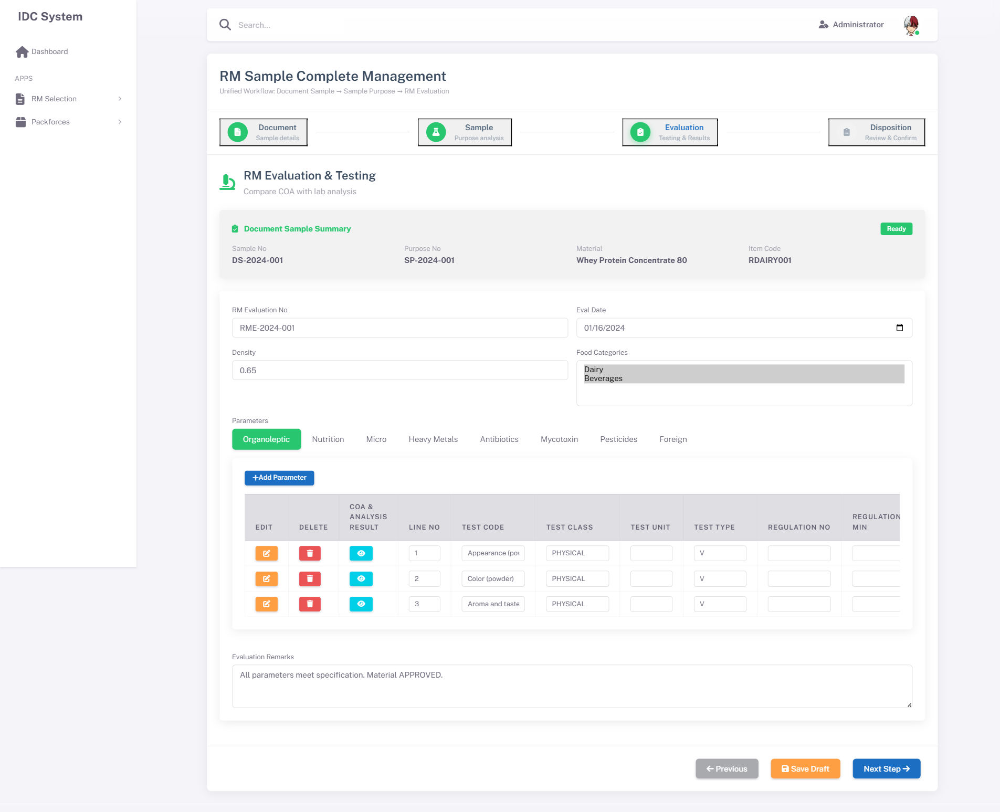 IDC System
Dashboard
APPS
RM Selection
Packforces
Search...
Administrator
RM Sample Complete Management
Unified Workflow: Document Sample → Sample Purpose → RM Evaluation
Document
Sample details
Sample
Purpose analysis
Evaluation
Testing & Results
Disposition
Review & Confirm
RM Evaluation & Testing
Compare COA with lab analysis
Document Sample Summary
Ready
Sample No
DS-2024-001
Purpose No
SP-2024-001
Material
Whey Protein Concentrate 80
Item Code
RDAIRY001
RM Evaluation No
RME-2024-001
Eval Date
01/16/2024
Density
0.65
Food Categories
Dairy
Beverages
Parameters
Organoleptic Nutrition Micro Heavy Metals Antibiotics Mycotoxin Pesticides Foreign
+Add Parameter
EDIT DELETE COA & ANALYSIS RESULT LINE NO TEST CODE TEST CLASS TEST UNIT TEST TYPE REGULATION NO REGULATION MIN
1 Appearance (pov PHYSICAL V
2 Color (powder) PHYSICAL V
3 Aroma and taste PHYSICAL V
Evaluation Remarks
All parameters meet specification. Material APPROVED.
← Previous
Save Draft
Next Step →